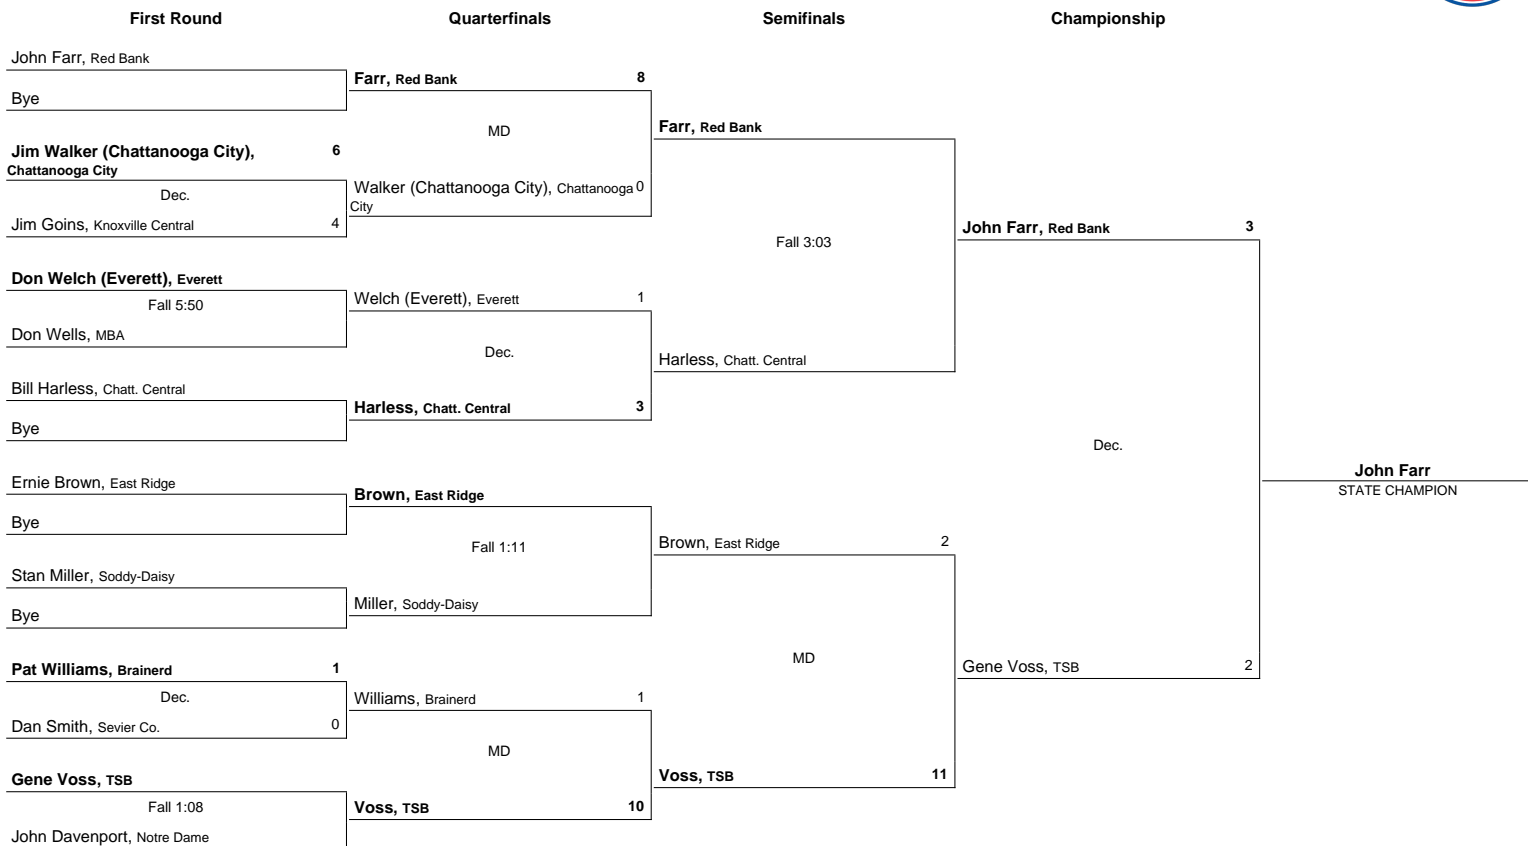 First Round
Quarterfinals
Semifinals
Championship
John Farr, Red Bank
Bye
Jim Walker (Chattanooga City), 6
Chattanooga City
Dec.
Jim Goins, Knoxville Central 4
Don Welch (Everett), Everett
Fall 5:50
Don Wells, MBA
Bill Harless, Chatt. Central
Bye
Ernie Brown, East Ridge
Bye
Stan Miller, Soddy-Daisy
Bye
Pat Williams, Brainerd 1
Dec.
Dan Smith, Sevier Co. 0
Gene Voss, TSB
Fall 1:08
John Davenport, Notre Dame
Farr, Red Bank 8
MD
Walker (Chattanooga City), Chattanooga 0
City
Welch (Everett), Everett 1
Dec.
Harless, Chatt. Central 3
Brown, East Ridge
Fall 1:11
Miller, Soddy-Daisy
Williams, Brainerd 1
MD
Voss, TSB 10
Farr, Red Bank
Fall 3:03
Harless, Chatt. Central
Brown, East Ridge 2
MD
Voss, TSB 11
John Farr, Red Bank 3
Dec.
Gene Voss, TSB 2
John Farr
STATE CHAMPION